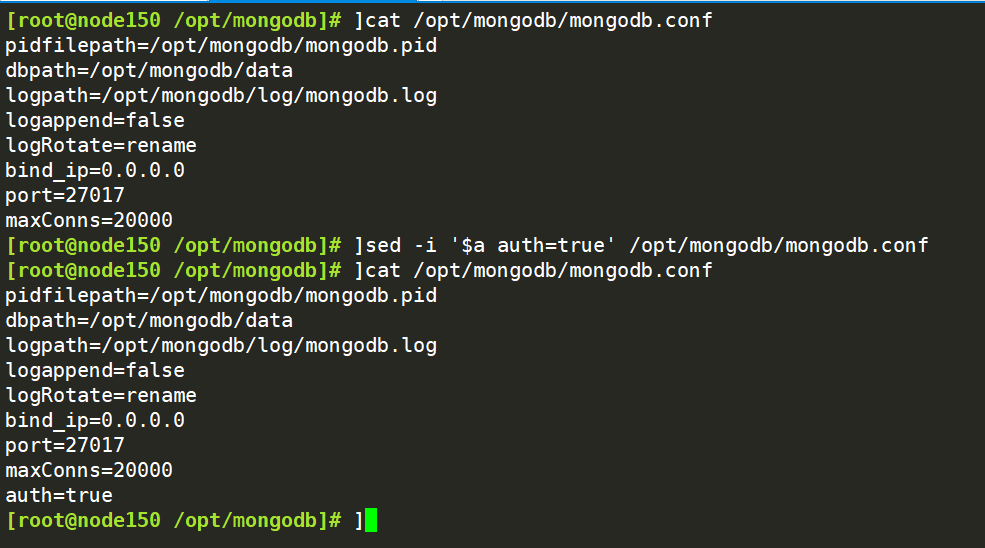 [root@node150 /opt/mongodb]# ]cat /opt/mongodb/mongodb.conf
pidfilepath=/opt/mongodb/mongodb.pid
dbpath=/opt/mongodb/data
logpath=/opt/mongodb/log/mongodb.log
logappend=false
logRotate=rename
bind_ip=0.0.0.0
port=27017
maxConns=20000
[root@node150 /opt/mongodb]# ]sed -i '$a auth=true' /opt/mongodb/mongodb.conf
[root@node150 /opt/mongodb]# ]cat /opt/mongodb/mongodb.conf
pidfilepath=/opt/mongodb/mongodb.pid
dbpath=/opt/mongodb/data
logpath=/opt/mongodb/log/mongodb.log
logappend=false
logRotate=rename
bind_ip=0.0.0.0
port=27017
maxConns=20000
auth=true
[root@node150 /opt/mongodb]# ]